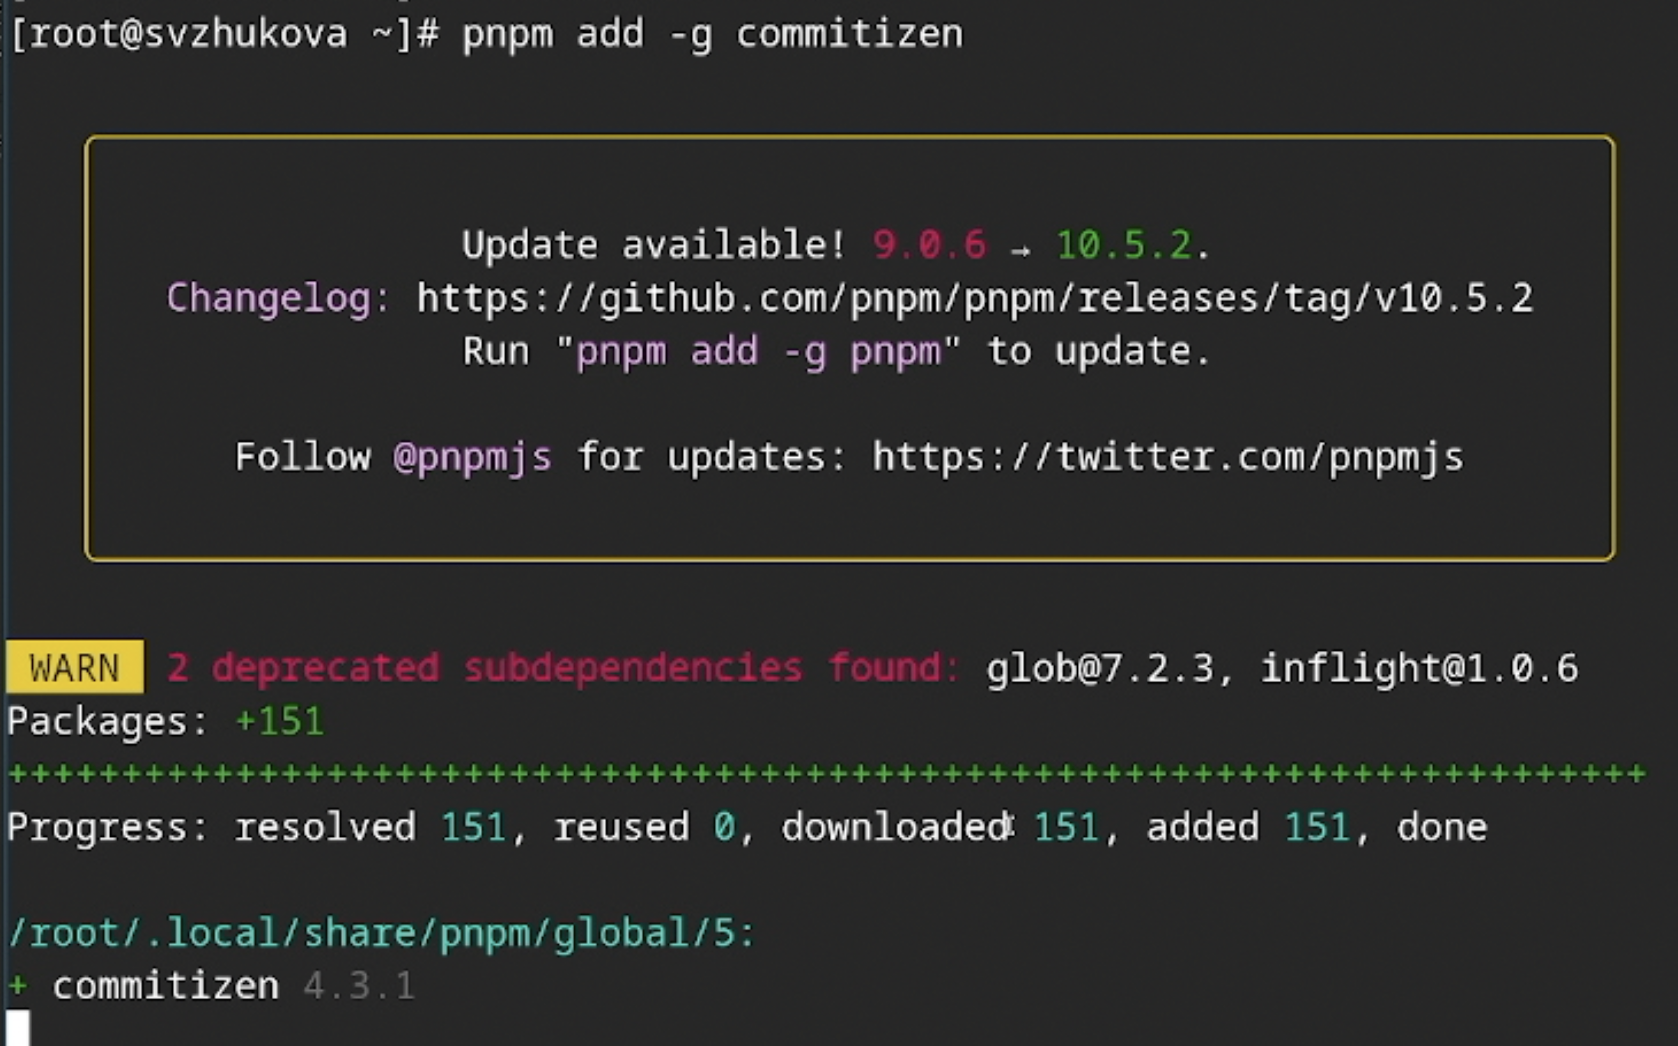 [root@svzhukova ~]# pnpm add -g commitizen
Update available! 9.0.6 → 10.5.2.
Changelog: https://github.com/pnpm/pnpm/releases/tag/v10.5.2
Run "pnpm add -g pnpm" to update.
Follow @pnpmjs for updates: https://twitter.com/pnpmjs
WARN 2 deprecated subdependencies found: glob@7.2.3, inflight@1.0.6
Packages: +151
++++++++++++++++++++++++++++++++++++++++++++++++++++++++++++++++++++++++
Progress: resolved 151, reused 0, downloaded 151, added 151, done
/root/.local/share/pnpm/global/5:
+ commitizen 4.3.1